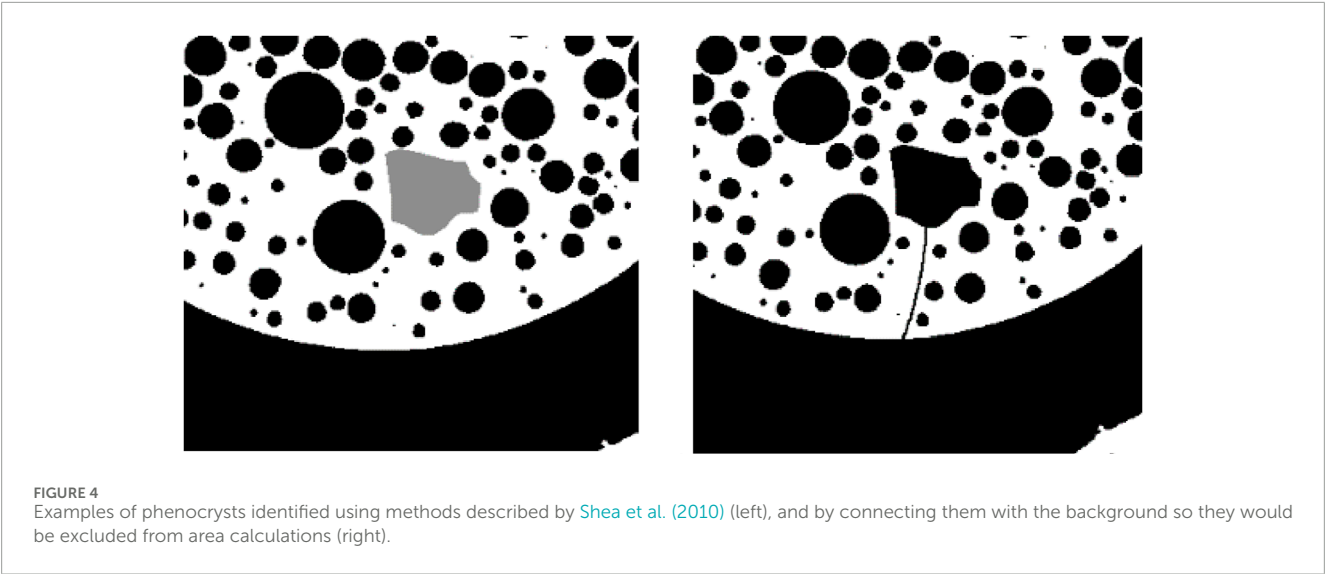 FIGURE 4
Examples of phenocrysts identified using methods described by Shea et al. (2010) (left), and by connecting them with the background so they would
be excluded from area calculations (right).